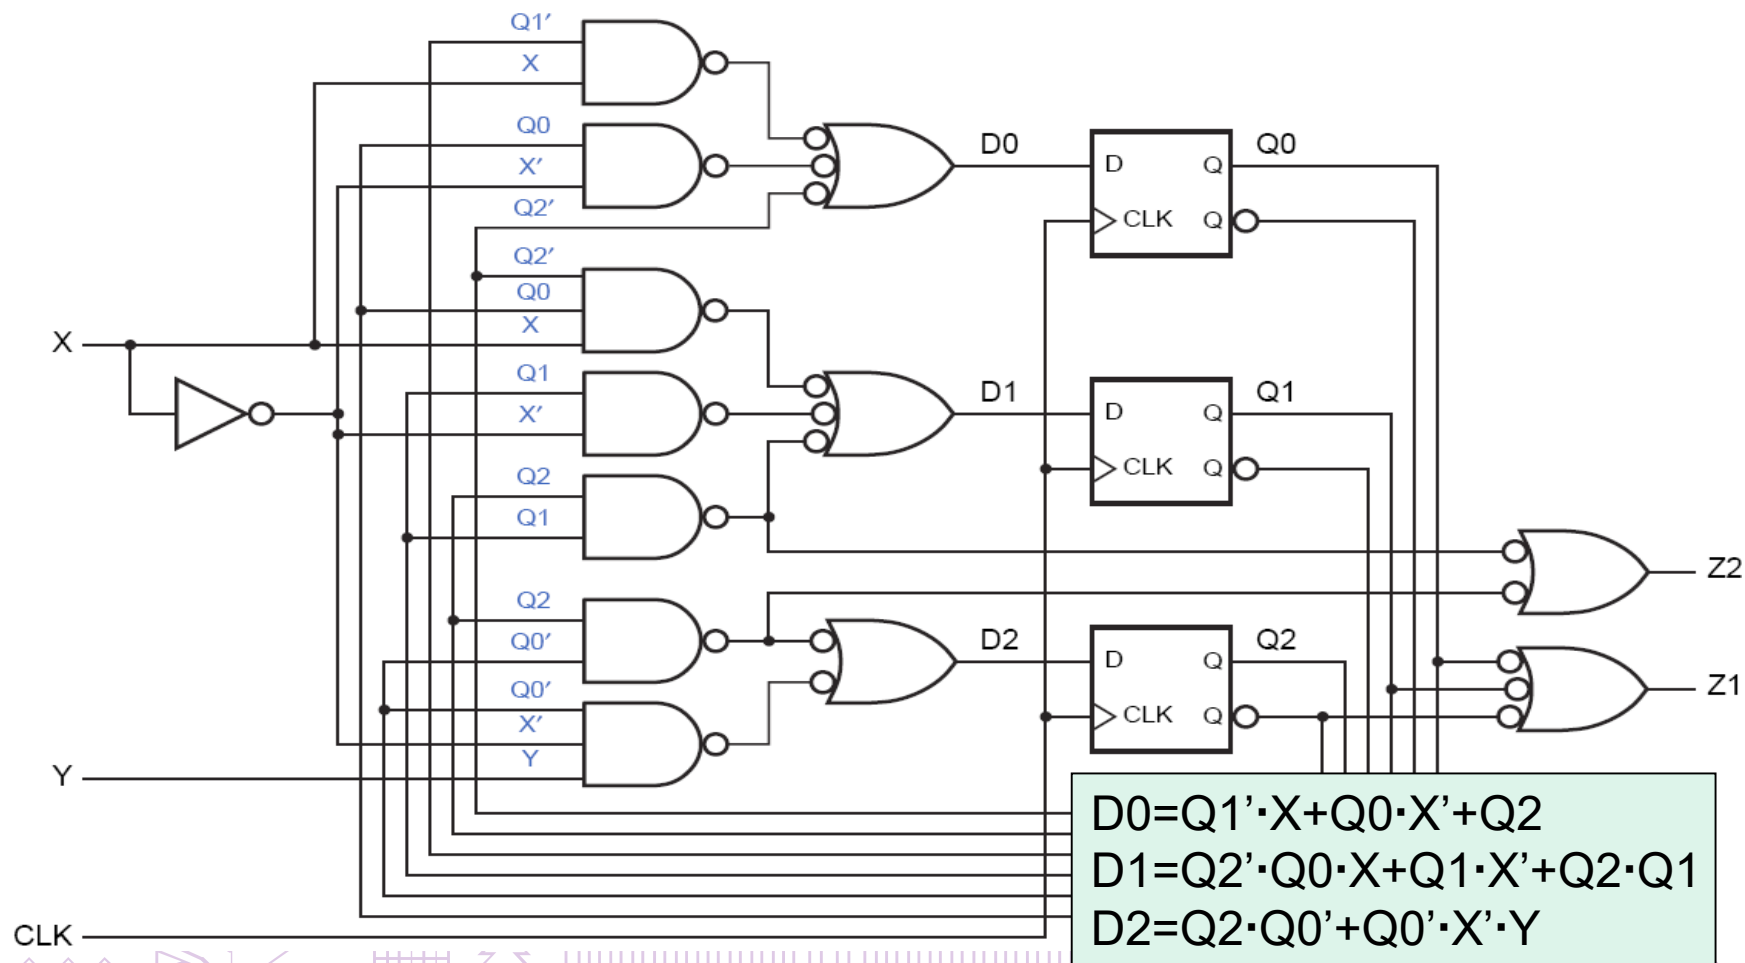 Q1′
X
Q0
X′
Q2′
D0
D
Q
Q0
CLK
Q
Q2′
Q0
X
X
Q1
X′
D1
D
Q
Q1
CLK
Q
Q2
Q1
Z2
Q2
Q0′
D2
D
Q
Q2
Q0′
X′
Y
CLK
Q
Z1
Y
D0=Q1’·X+Q0·X’+Q2
D1=Q2’·Q0·X+Q1·X’+Q2·Q1
D2=Q2·Q0’+Q0’·X’·Y
CLK